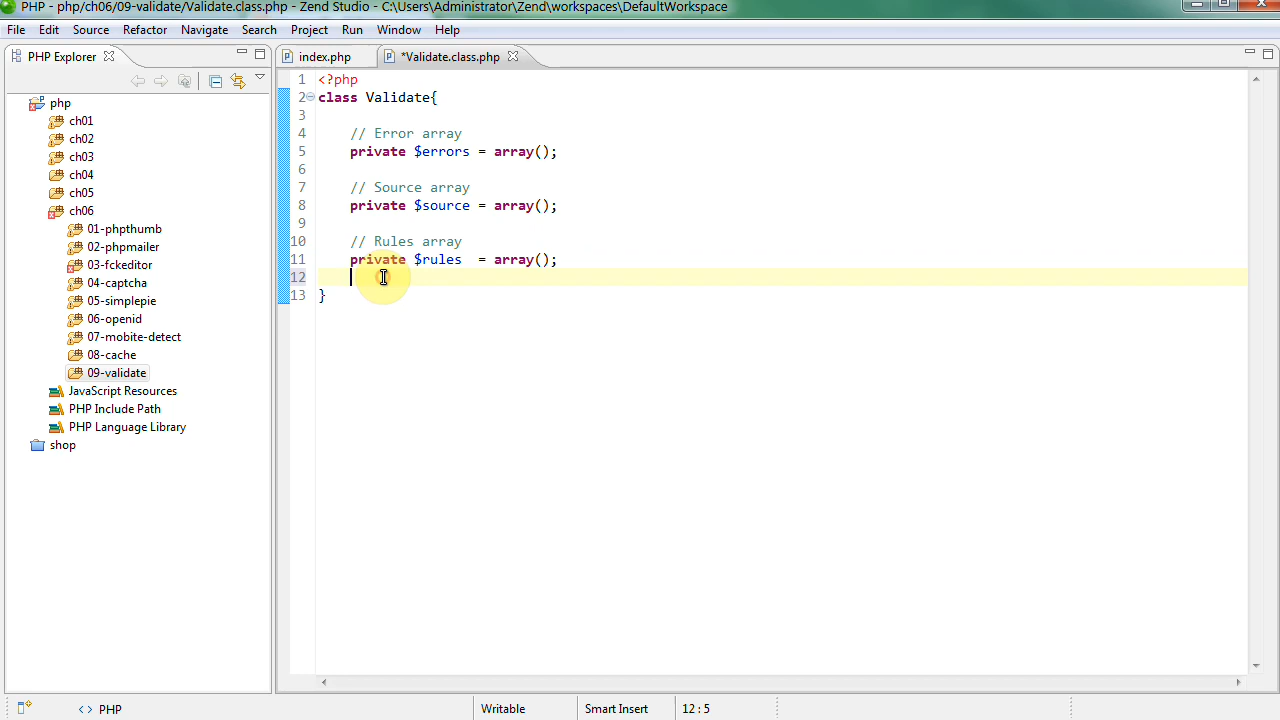 PHP - php/ch06/09-validate/Validate.class.php - Zend Studio - C:\Users\Administrator\Zend\workspaces\DefaultWorkspace
File Edit Source Refactor Navigate Search Project Run Window Help
PHP Explorer
index.php *Validate.class.php
php
ch01
ch02
ch03
ch04
ch05
ch06
01-phpthumb
02-phpmailer
03-fckeditor
04-captcha
05-simplepie
06-openid
07-mobite-detect
08-cache
09-validate
JavaScript Resources
PHP Include Path
PHP Language Library
shop
1 <?php
2 class Validate{
3
4 // Error array
5 private $errors = array();
6
7 // Source array
8 private $source = array();
9
10 // Rules array
11 private $rules  = array();
12
13 }
<> PHP Writable Smart Insert 12 : 5